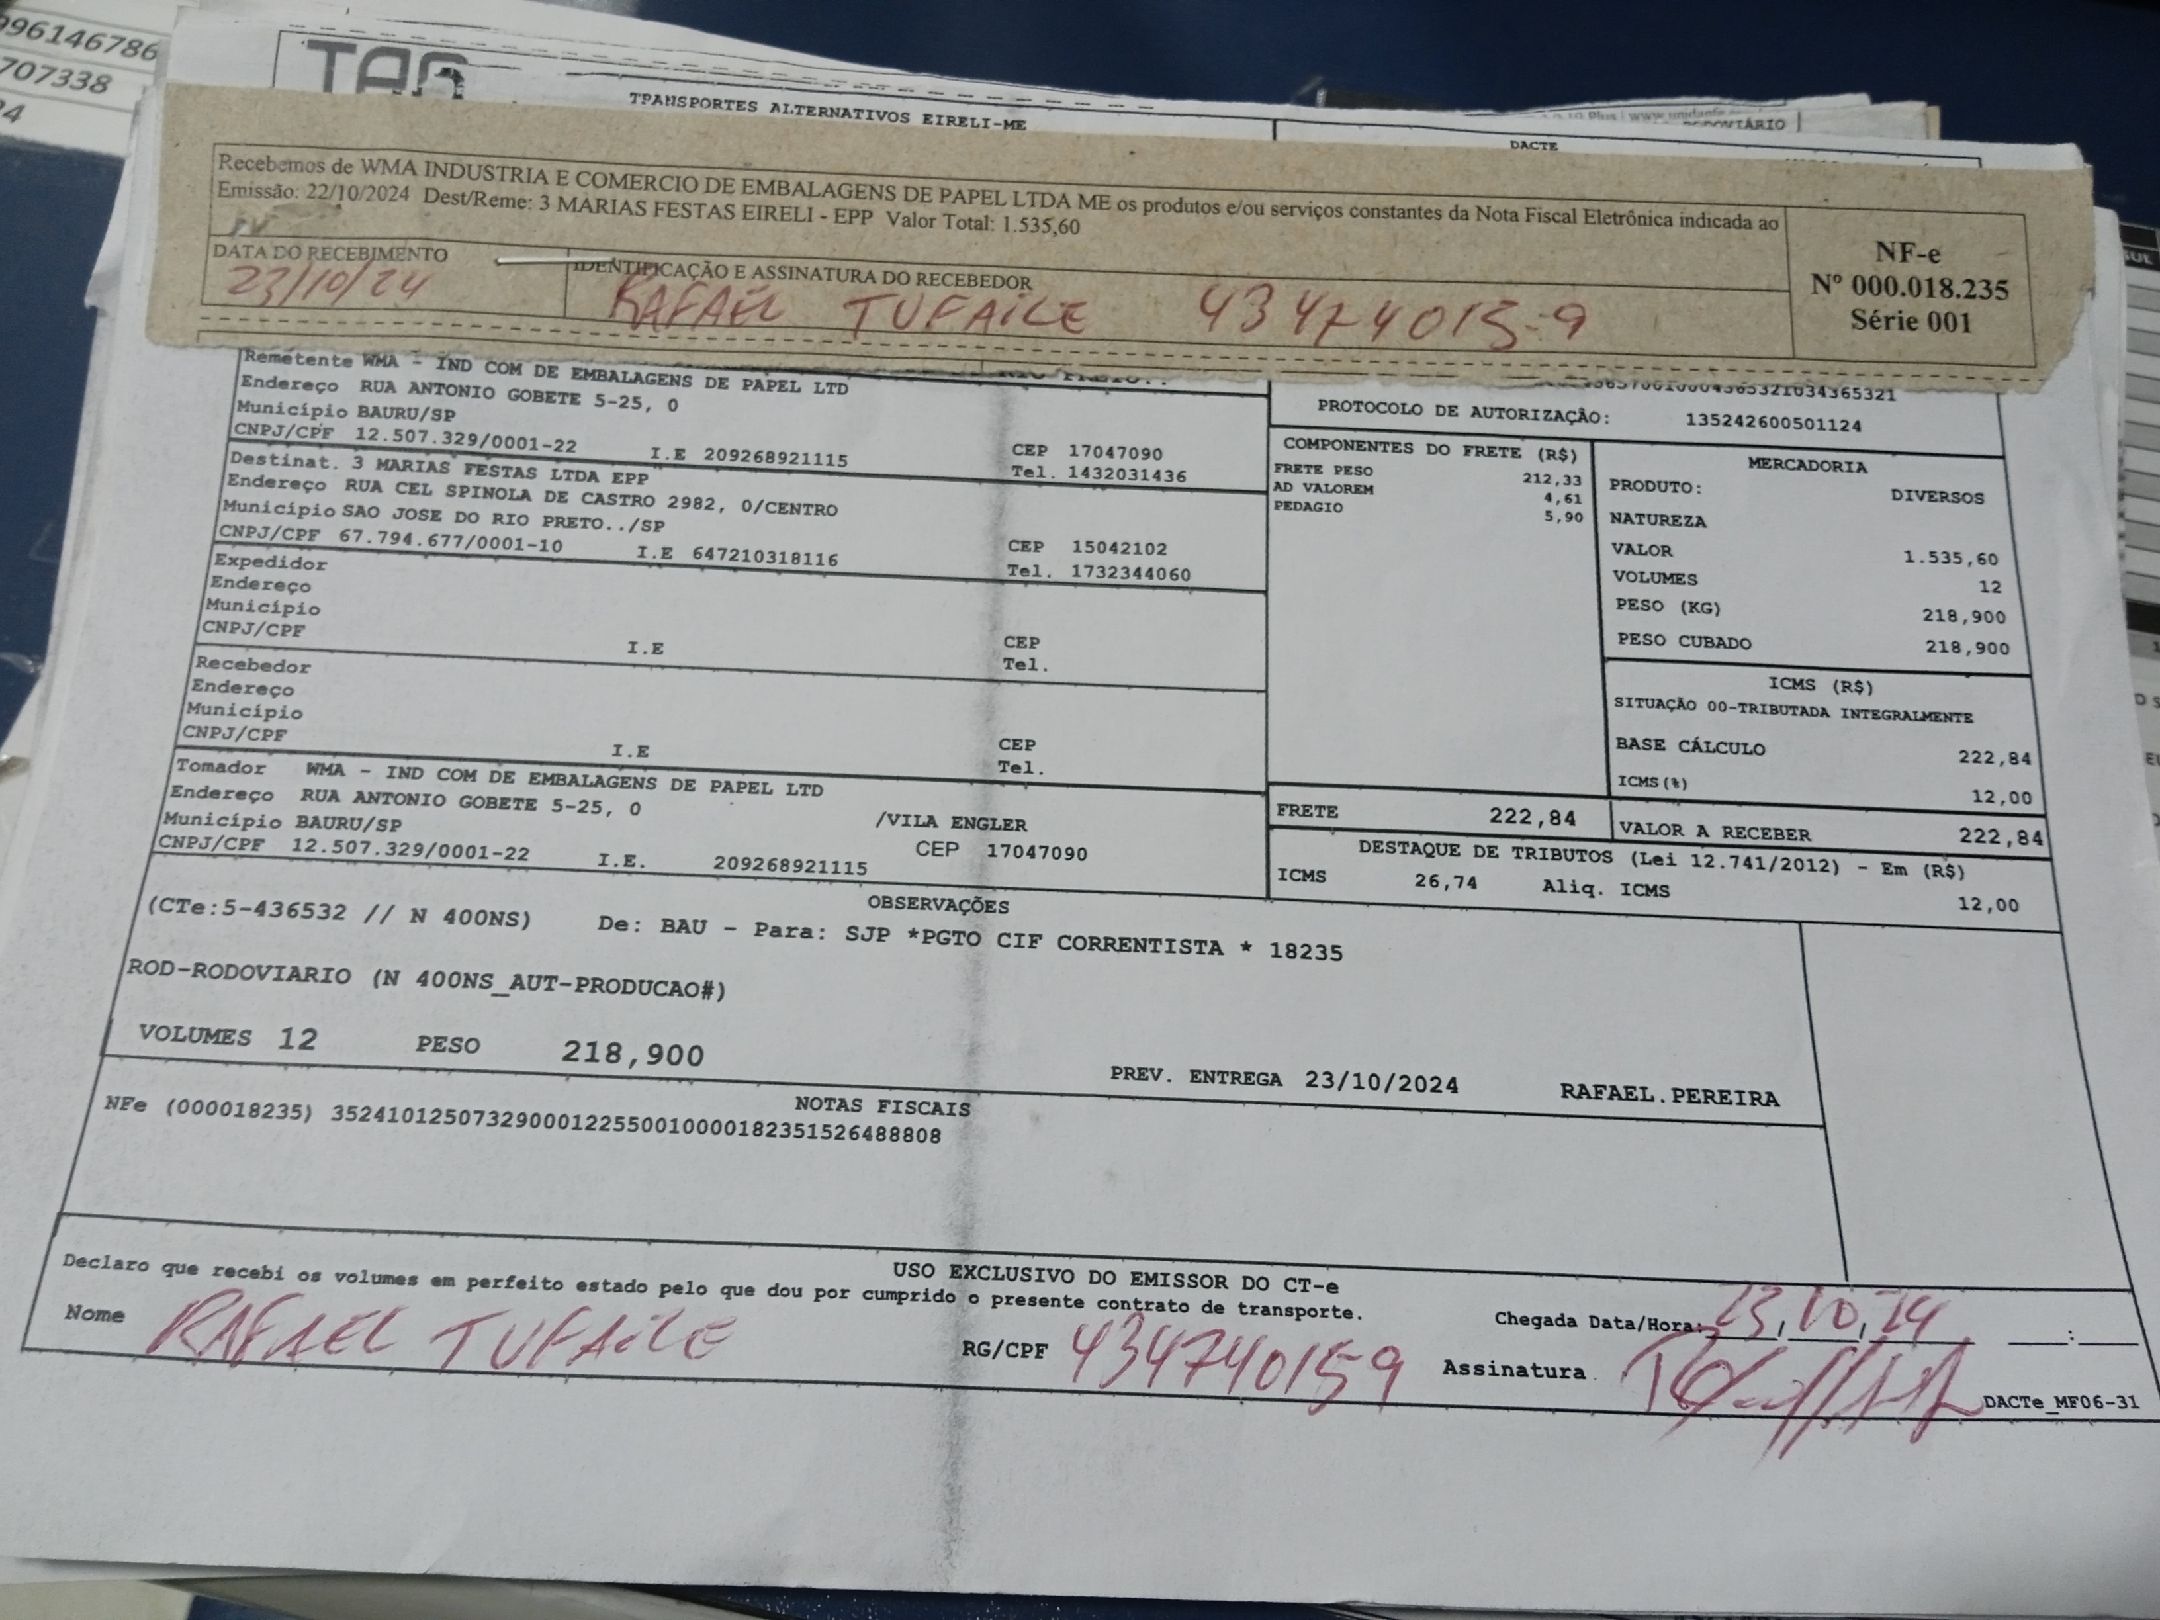 996146786
707338
TRANSPORTES ALTERNATIVOS EIRELI-ME
DACTE
Recebemos de WMA INDUSTRIA E COMERCIO DE EMBALAGENS DE PAPEL LTDA ME os produtos e/ou serviços constantes da Nota Fiscal Eletrônica indicada ao
Emissão: 22/10/2024 Dest/Reme: 3 MARIAS FESTAS EIRELI - EPP Valor Total: 1.535,60
DATA DO RECEBIMENTO
23/10/24
IDENTIFICAÇÃO E ASSINATURA DO RECEBEDOR
RAFAEL TUFAILE 43474015-9
NF-e
Nº 000.018.235
Série 001
Remetente WMA - IND COM DE EMBALAGENS DE PAPEL LTD
Endereço RUA ANTONIO GOBETE 5-25, 0
Município BAURU/SP CEP 17047090
CNPJ/CPF 12.507.329/0001-22 I.E 209268921115 Tel. 1432031436
Destinat. 3 MARIAS FESTAS LTDA EPP
Endereço RUA CEL SPINOLA DE CASTRO 2982, 0/CENTRO
Município SAO JOSE DO RIO PRETO../SP CEP 15042102
CNPJ/CPF 67.794.677/0001-10 I.E 647210318116 Tel. 1732344060
Expedidor
Endereço
Município CEP
CNPJ/CPF I.E Tel.
Recebedor
Endereço
Município CEP
CNPJ/CPF I.E Tel.
Tomador WMA - IND COM DE EMBALAGENS DE PAPEL LTD
Endereço RUA ANTONIO GOBETE 5-25, 0 /VILA ENGLER
Município BAURU/SP CEP 17047090
CNPJ/CPF 12.507.329/0001-22 I.E. 209268921115
PROTOCOLO DE AUTORIZAÇÃO: 135242600501124
COMPONENTES DO FRETE (R$)
FRETE PESO 212,33
AD VALOREM 4,61
PEDAGIO 5,90
MERCADORIA
PRODUTO: DIVERSOS
NATUREZA
VALOR 1.535,60
VOLUMES 12
PESO (KG) 218,900
PESO CUBADO 218,900
ICMS (R$)
SITUAÇÃO 00-TRIBUTADA INTEGRALMENTE
BASE CÁLCULO 222,84
ICMS(%) 12,00
FRETE 222,84 VALOR A RECEBER 222,84
DESTAQUE DE TRIBUTOS (Lei 12.741/2012) - Em (R$)
ICMS 26,74 Aliq. ICMS 12,00
OBSERVAÇÕES
(CTe:5-436532 // N 400NS) De: BAU - Para: SJP *PGTO CIF CORRENTISTA * 18235
ROD-RODOVIARIO (N 400NS_AUT-PRODUCAO#)
VOLUMES 12 PESO 218,900 PREV. ENTREGA 23/10/2024 RAFAEL.PEREIRA
NOTAS FISCAIS
NFe (000018235) 35241012507329000122550010000182351526488808
USO EXCLUSIVO DO EMISSOR DO CT-e
Declaro que recebi os volumes em perfeito estado pelo que dou por cumprido o presente contrato de transporte.
Nome RAFAEL TUFAILE RG/CPF 434740159 Chegada Data/Hora: 23, 10, 24 :
Assinatura
DACTe_MF06-31